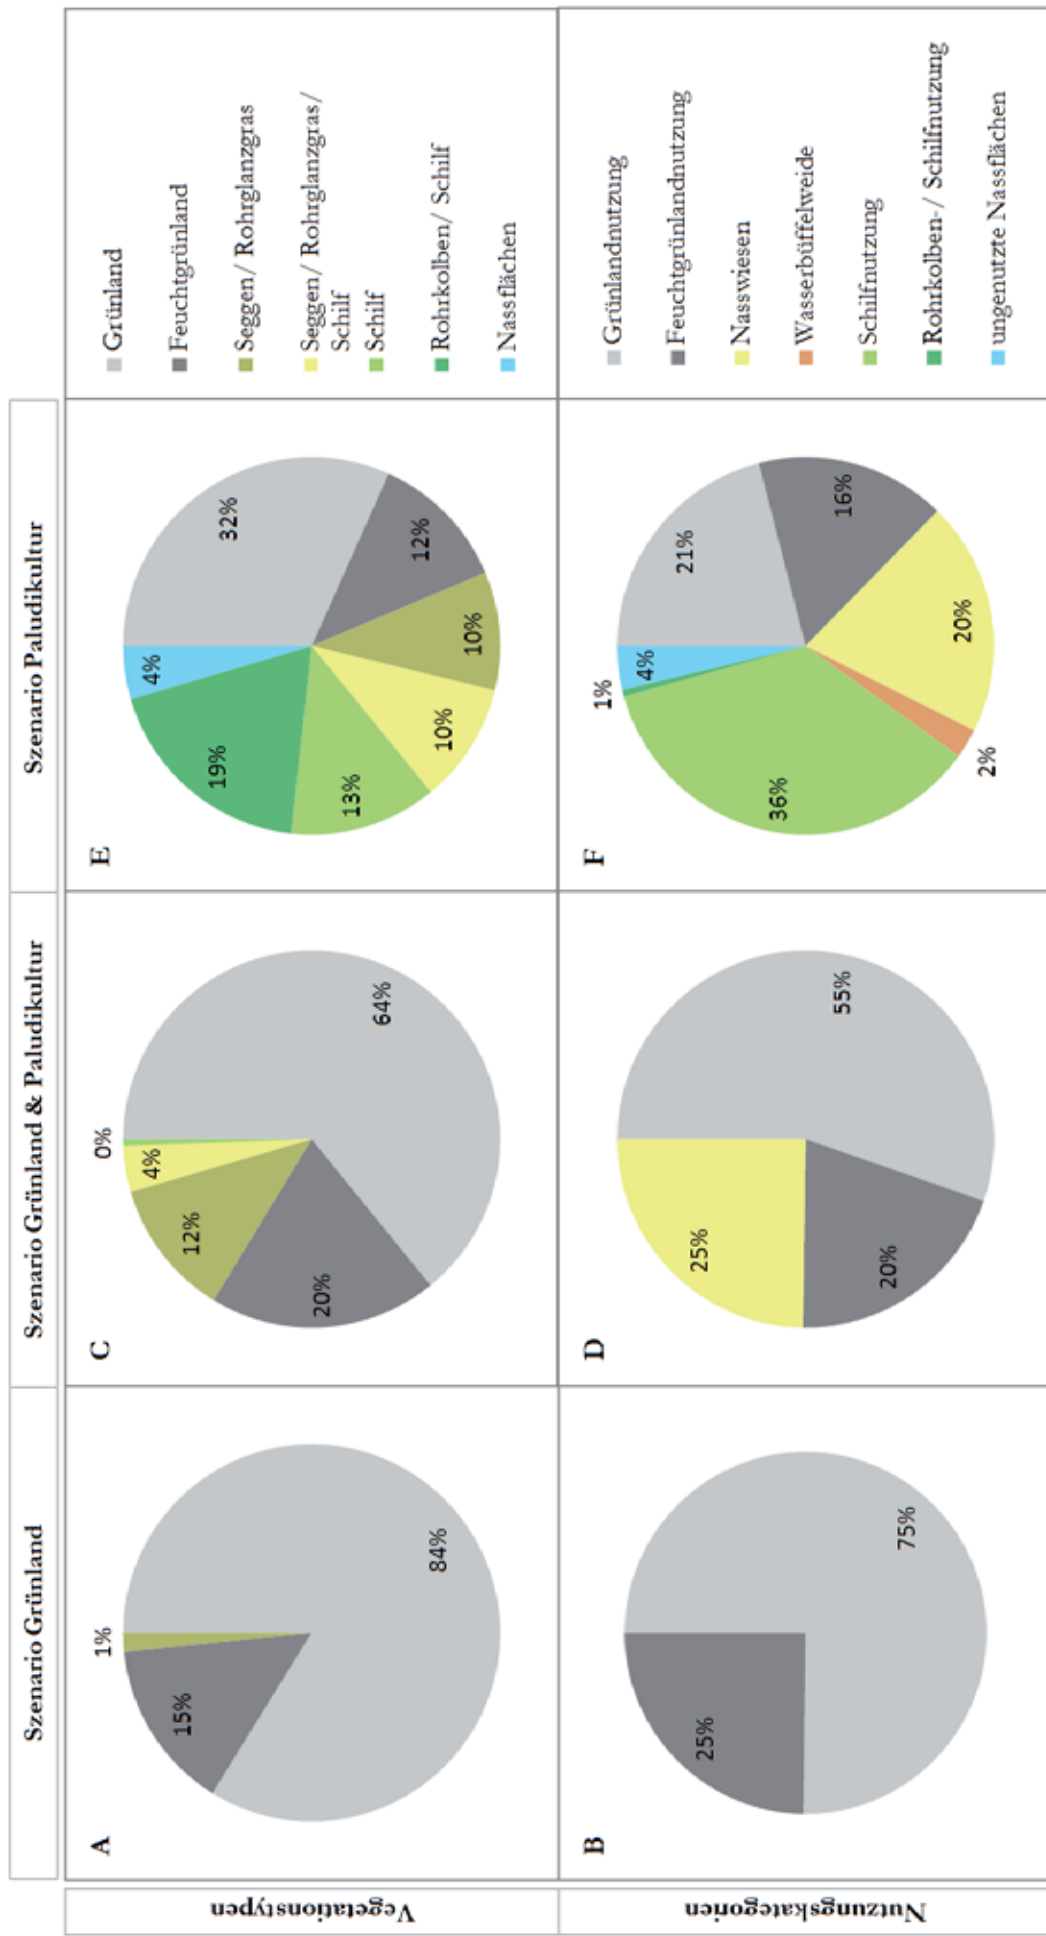 Szenario Grünland
Szenario Grünland & Paludikultur
Szenario Paludikultur
Vegetationstypen
A
1%
15%
84%
C
0%
4%
12%
20%
64%
E
4%
19%
13%
10%
10%
12%
32%
Grünland
Feuchtgrünland
Seggen/ Rohrglanzgras
Seggen/ Rohrglanzgras/
Schilf
Schilf
Rohrkolben/ Schilf
Nassflächen
Nutzungskategorien
B
25%
75%
D
25%
20%
55%
F
1%
4%
36%
2%
20%
16%
21%
Grünlandnutzung
Feuchtgrünlandnutzung
Nasswiesen
Wasserbüffelweide
Schilfnutzung
Rohrkolben-/ Schilfnutzung
ungenutzte Nassflächen